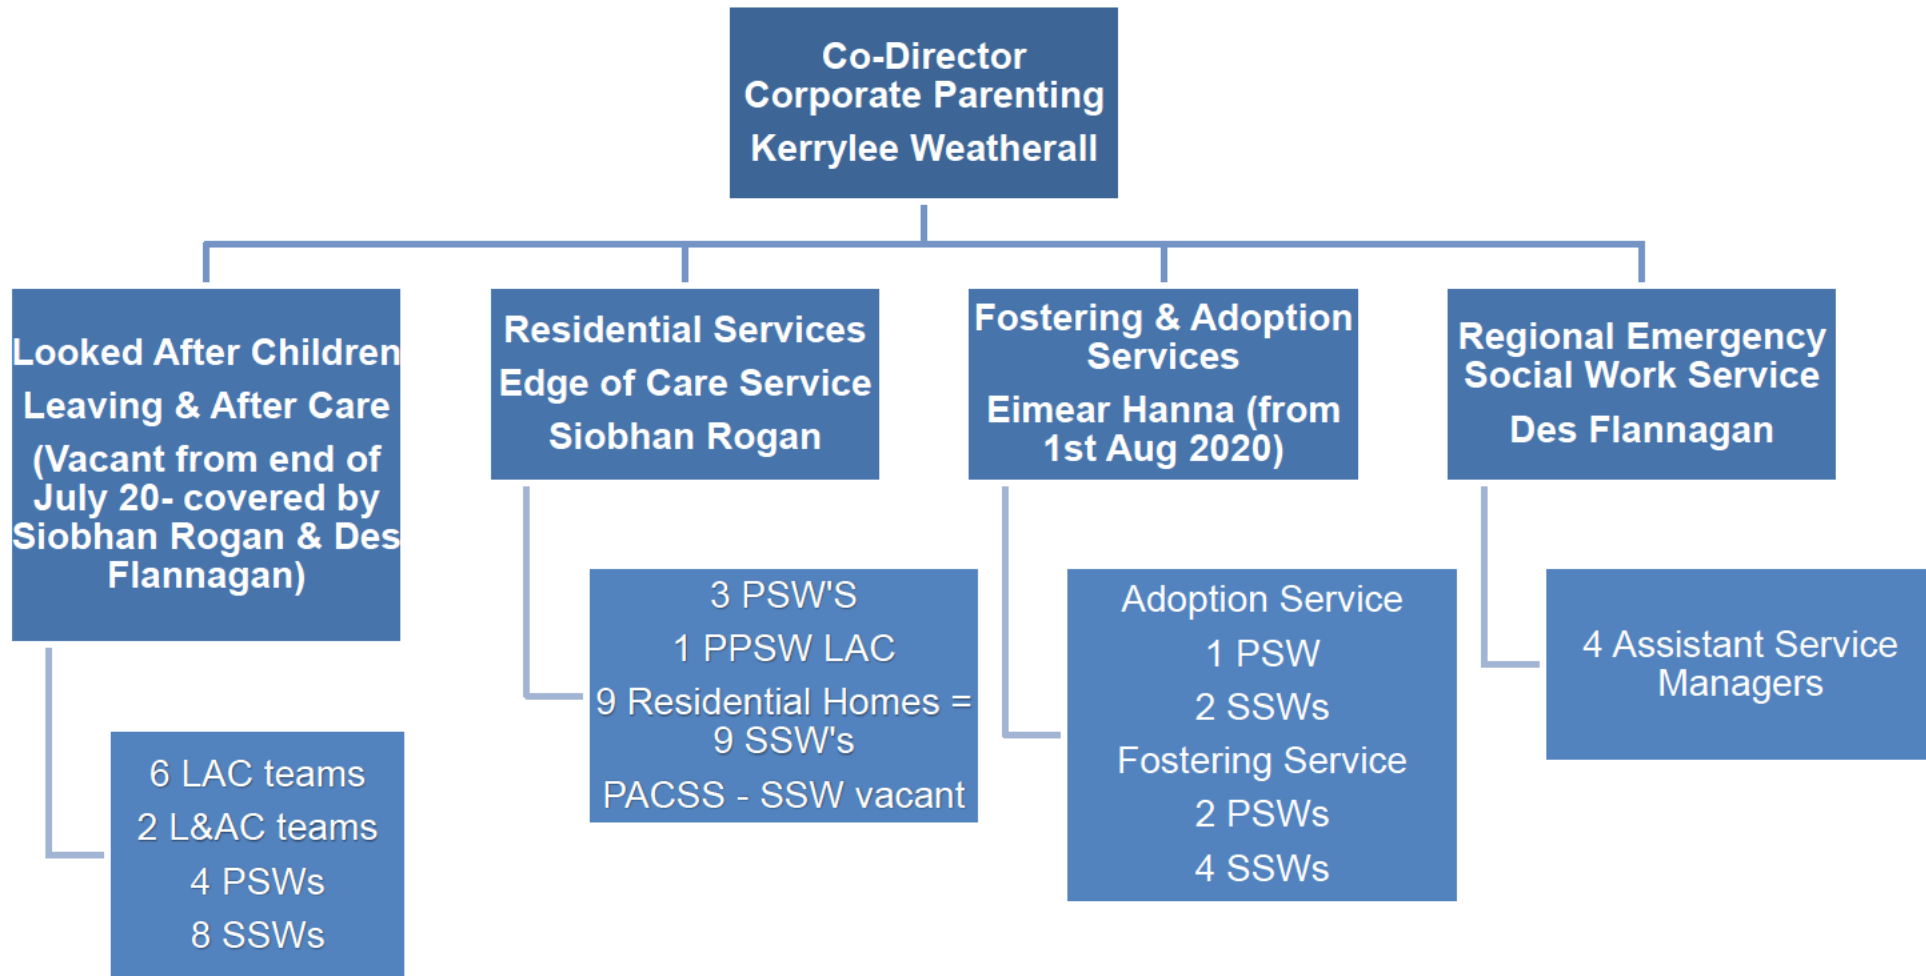 Co-Director
Corporate Parenting
Kerrylee Weatherall
Looked After Children
Leaving & After Care
(Vacant from end of
July 20- covered by
Siobhan Rogan & Des
Flannagan)
6 LAC teams
2 L&AC teams
4 PSWs
8 SSWs
Residential Services
Edge of Care Service
Siobhan Rogan
3 PSW'S
1 PPSW LAC
9 Residential Homes =
9 SSW's
PACSS - SSW vacant
Fostering & Adoption
Services
Eimear Hanna (from
1st Aug 2020)
Adoption Service
1 PSW
2 SSWs
Fostering Service
2 PSWs
4 SSWs
Regional Emergency
Social Work Service
Des Flannagan
4 Assistant Service
Managers